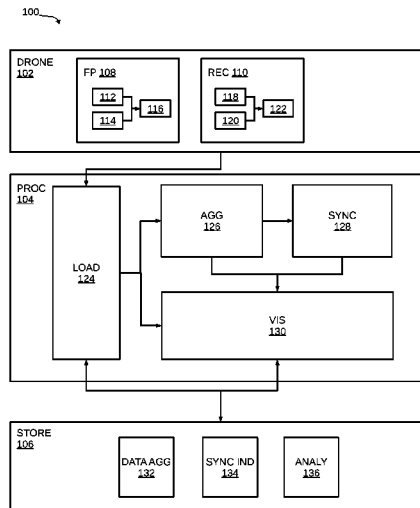 100
DRONE
102
FP 108
112
114
116
REC 110
118
120
122
PROC
104
LOAD
124
AGG
126
SYNC
128
VIS
130
STORE
106
DATA AGG
132
SYNC IND
134
ANALY
136